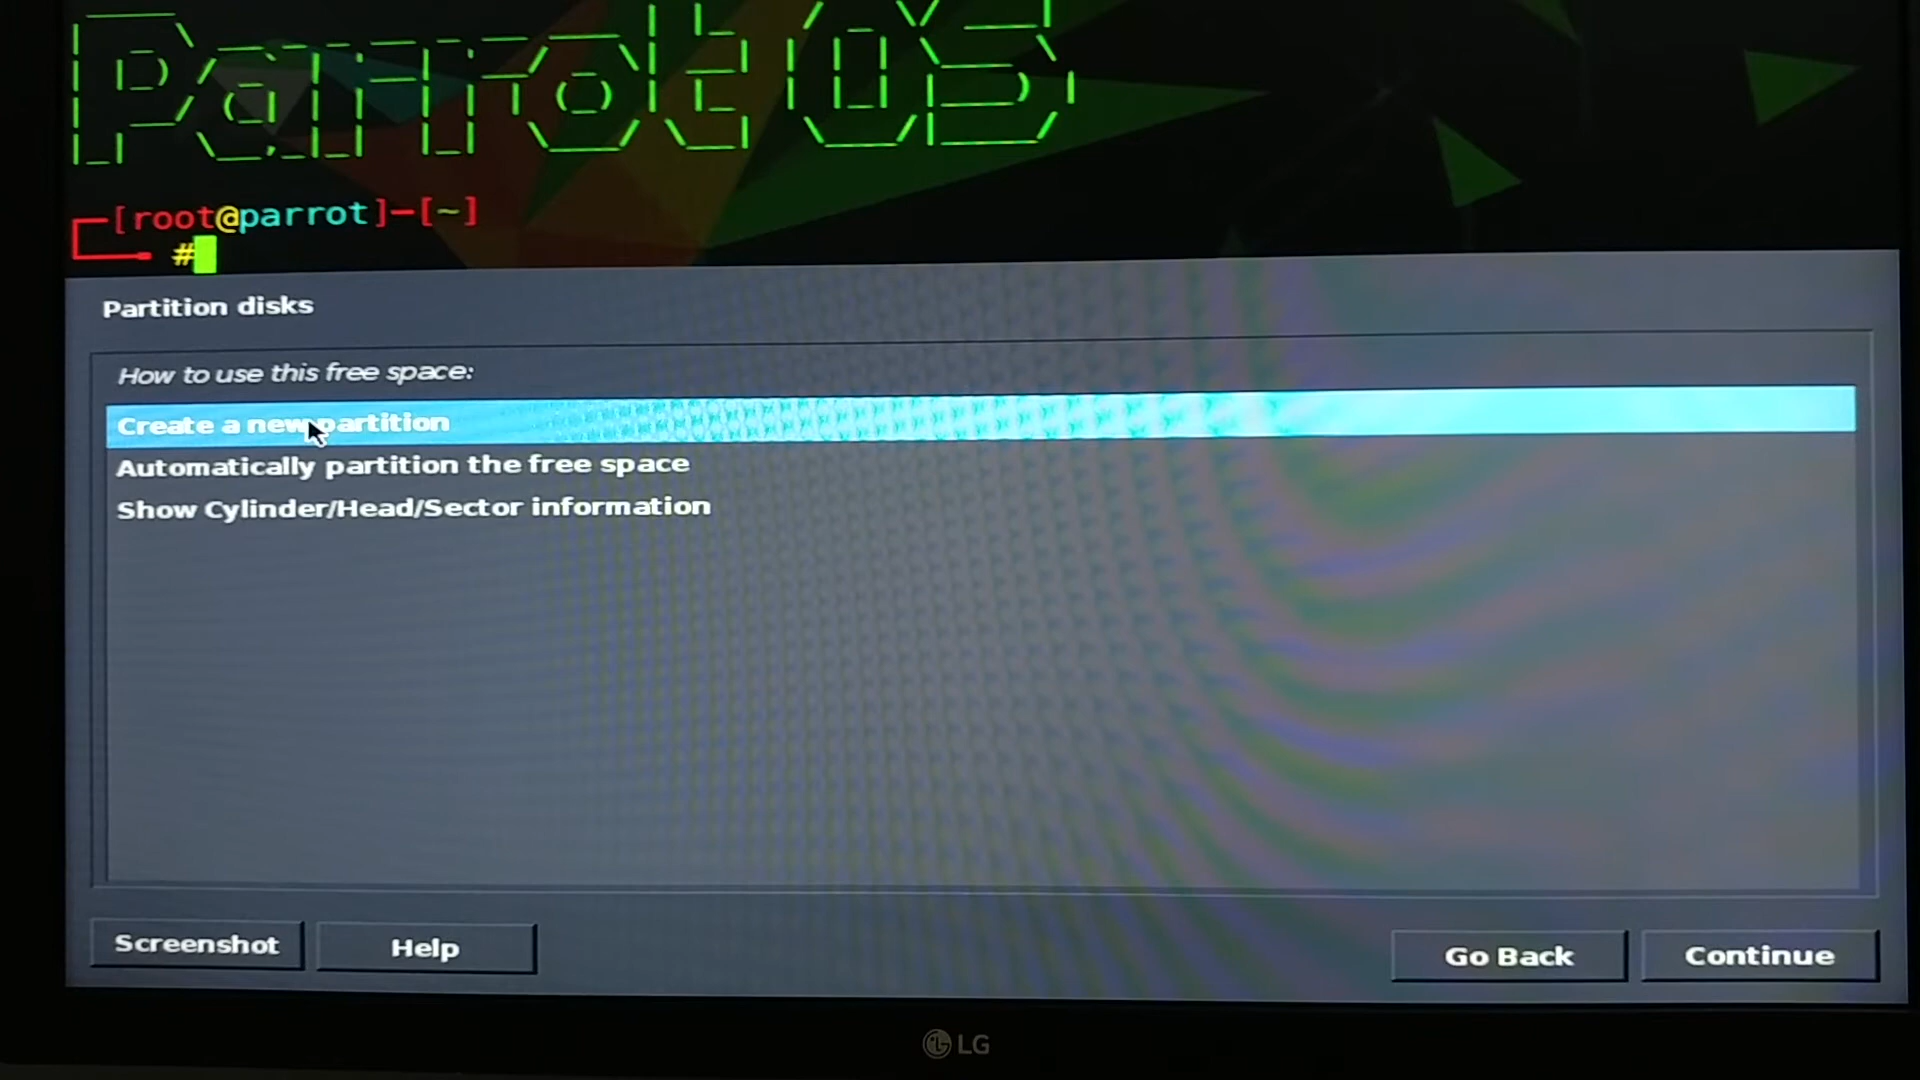 Parrot OS
[root@parrot]-[~]
#
Partition disks
How to use this free space:
Create a new partition
Automatically partition the free space
Show Cylinder/Head/Sector information
Screenshot
Help
Go Back
Continue
LG